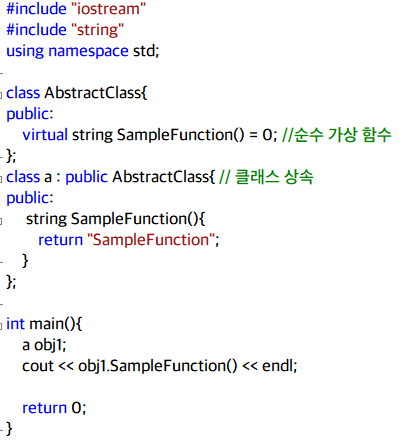 #include "iostream"
#include "string"
using namespace std;
class AbstractClass{
public:
virtual string SampleFunction() = 0; //순수 가상 함수
};
class a : public AbstractClass{ // 클래스 상속
public:
string SampleFunction(){
return "SampleFunction";
}
};
int main(){
a obj1;
cout << obj1.SampleFunction() << endl;
return 0;
}